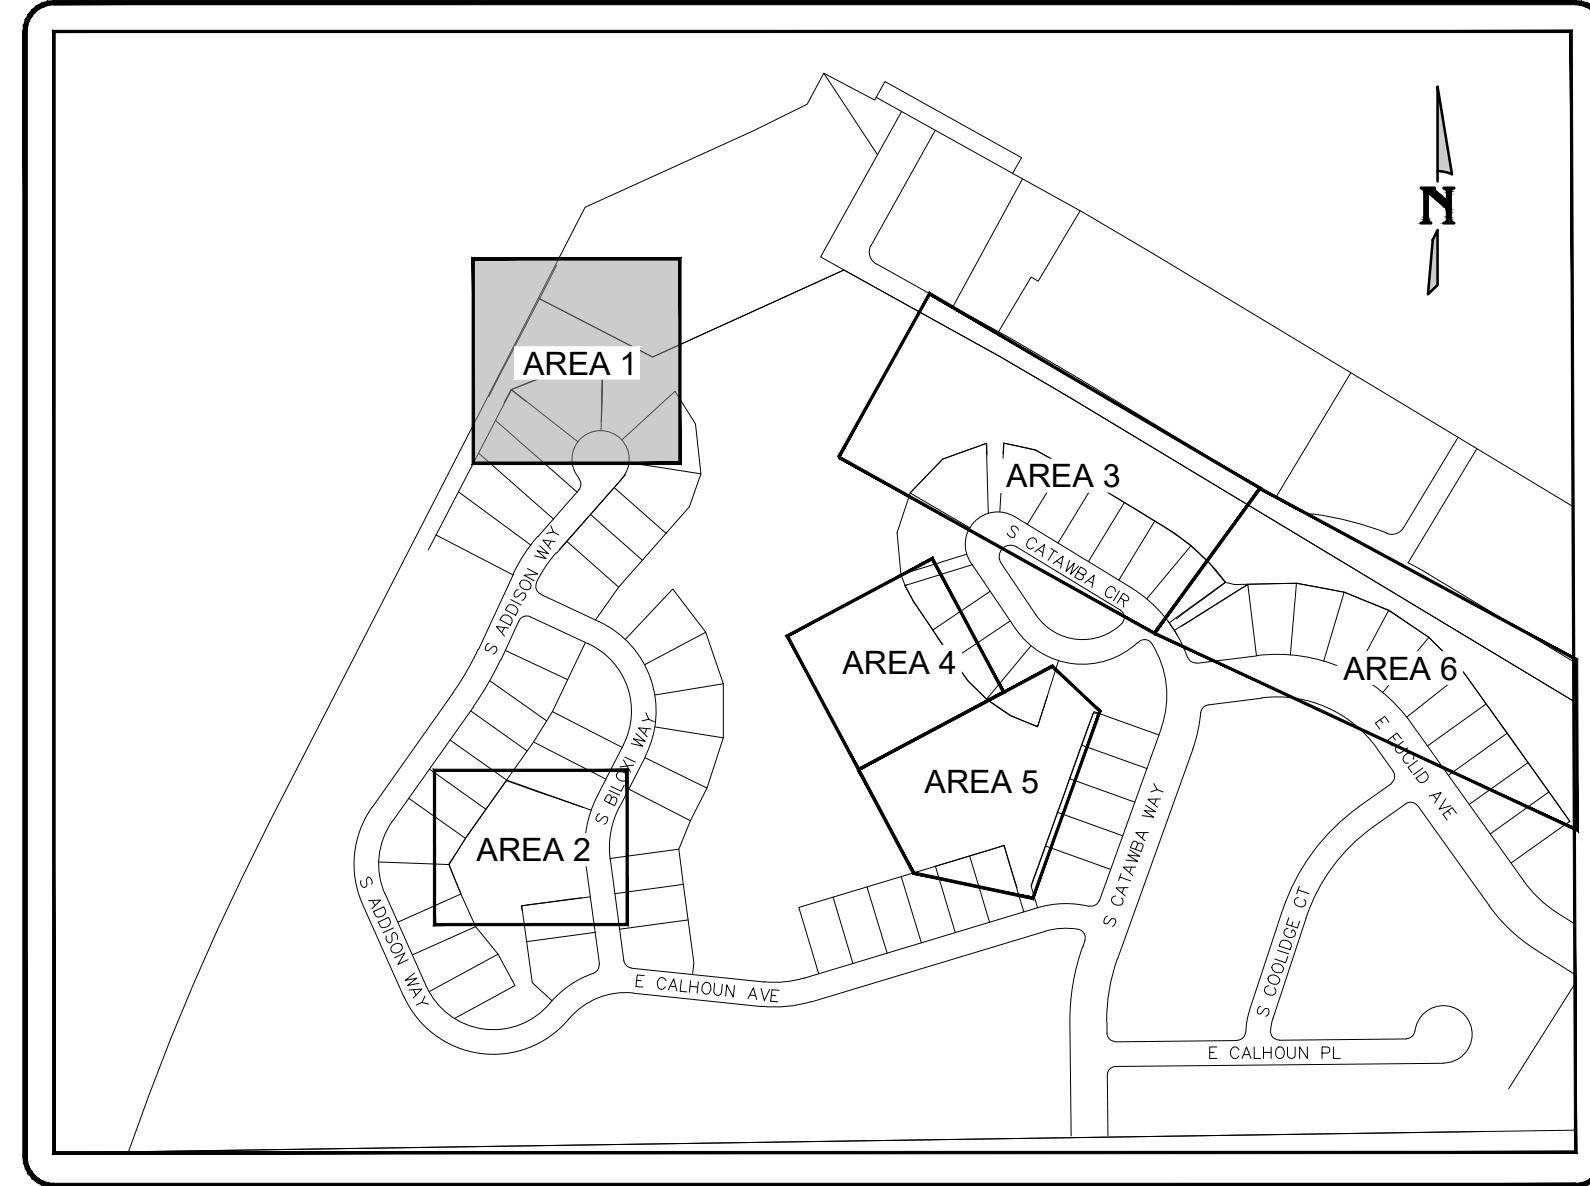 N
AREA 1
AREA 3
S CATAWBA CIR
S ADDISON WAY
AREA 4
AREA 6
S BILOXI WAY
E EUCLID AVE
AREA 5
AREA 2
S CATAWBA WAY
S ADDISON WAY
S COOLIDGE CT
E CALHOUN AVE
E CALHOUN PL